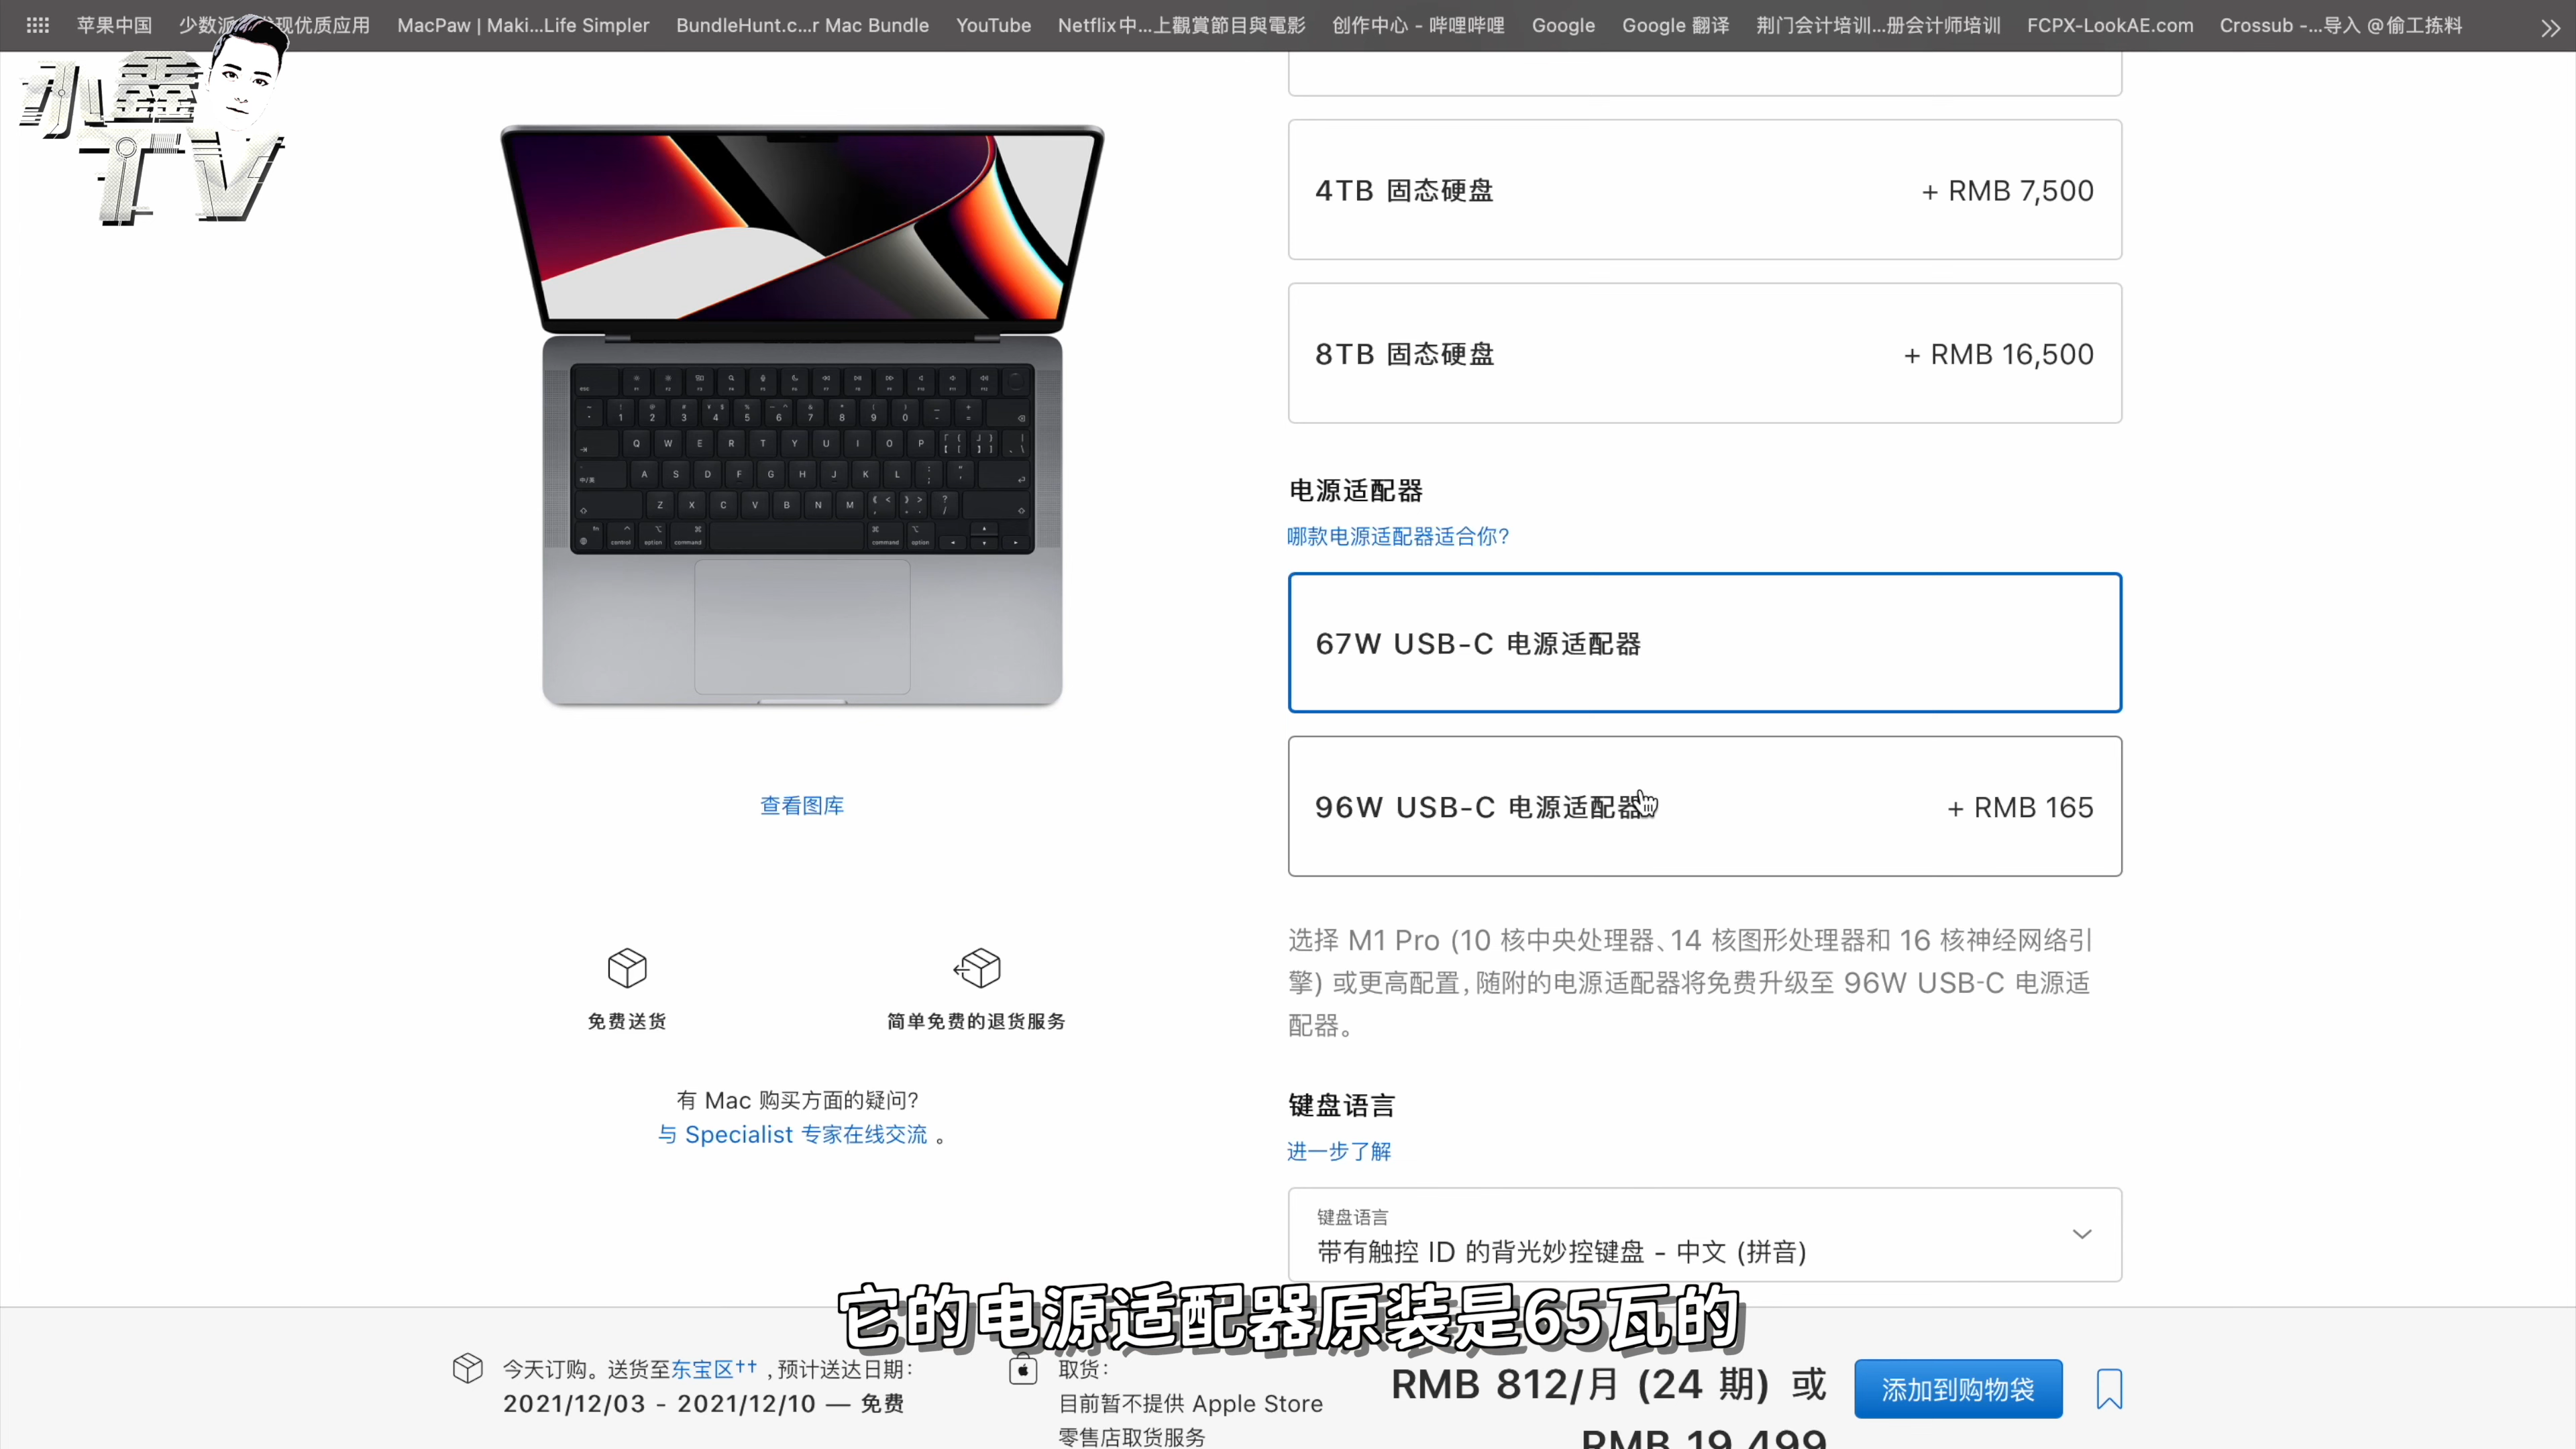 苹果中国 少数派 发现优质应用 MacPaw | Maki...Life Simpler BundleHunt.c...r Mac Bundle YouTube Netflix 中...上觀賞節目與電影 创作中心 - 哔哩哔哩 Google Google 翻译 荆门会计培训...册会计师培训 FCPX-LookAE.com Crossub -...导入 @偷工拣料
小鑫
TV
4TB 固态硬盘 + RMB 7,500
8TB 固态硬盘 + RMB 16,500
电源适配器
哪款电源适配器适合你?
67W USB-C 电源适配器
96W USB-C 电源适配器 + RMB 165
查看图库
选择 M1 Pro (10 核中央处理器、14 核图形处理器和 16 核神经网络引
擎) 或更高配置, 随附的电源适配器将免费升级至 96W USB-C 电源适
配器。
免费送货 简单免费的退货服务
有 Mac 购买方面的疑问?
与 Specialist 专家在线交流 。
键盘语言
进一步了解
键盘语言
带有触控 ID 的背光妙控键盘 - 中文 (拼音)
它的电源适配器原装是65瓦的
今天订购。送货至东宝区†† , 预计送达日期:
2021/12/03 - 2021/12/10 — 免费
取货:
目前暂不提供 Apple Store
零售店取货服务
RMB 812/月 (24 期) 或
RMB 19,499
添加到购物袋